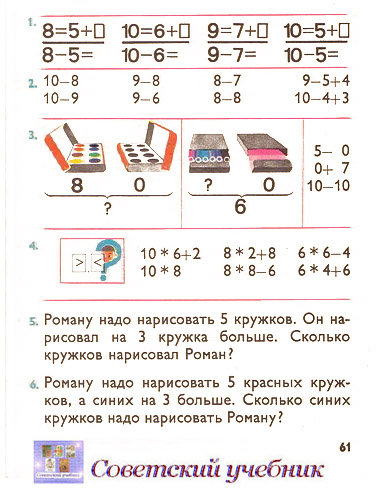 1. 8=5+□ 10=6+□ 9=7+□ 10=5+□
8-5= 10-6= 9-7= 10-5=
2. 10-8 9-8 8-7 9-5+4
10-9 9-6 8-8 10-4+3
3.
8 0
?
? 0
6
5- 0
0+ 7
10-10
4. > < ?
10 * 6+2 8 * 2+8 6 * 6-4
10 * 8 8 * 8-6 6 * 4+6
5. Роману надо нарисовать 5 кружков. Он на-
рисовал на 3 кружка больше. Сколько
кружков нарисовал Роман?
6. Роману надо нарисовать 5 красных круж-
ков, а синих на 3 больше. Сколько синих
кружков надо нарисовать Роману?
61
Советский учебник